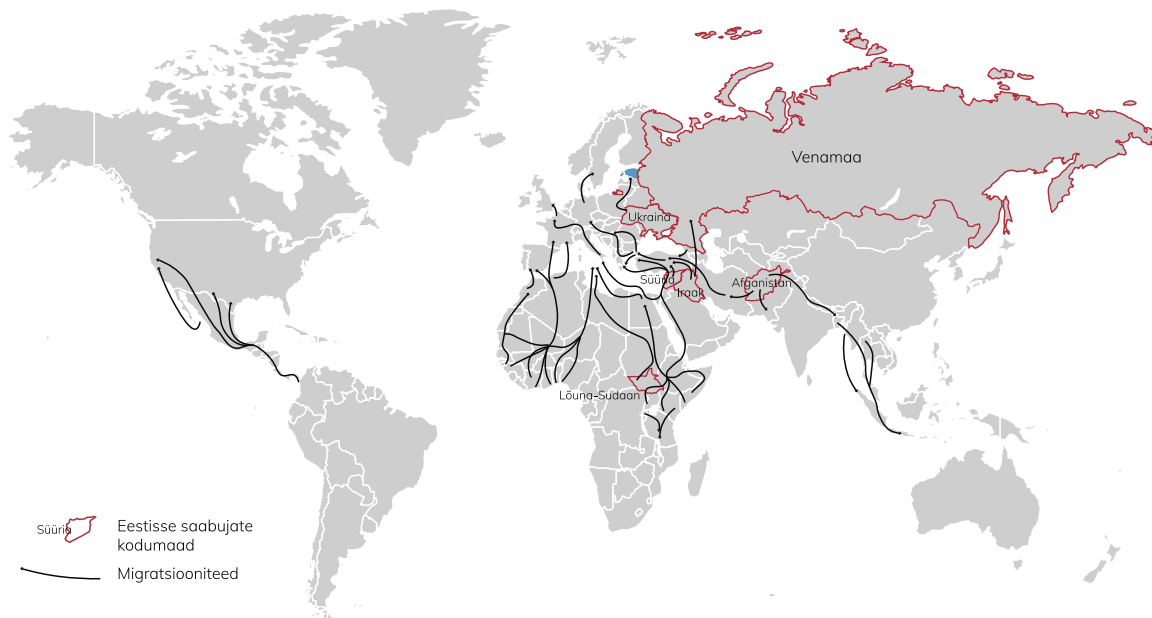 Venamaa
Ukraina
Süüria
Afganistan
Iraak
Lõuna-Sudaan
Süüria
Eestisse saabujate
kodumaad
Migratsiooniteed